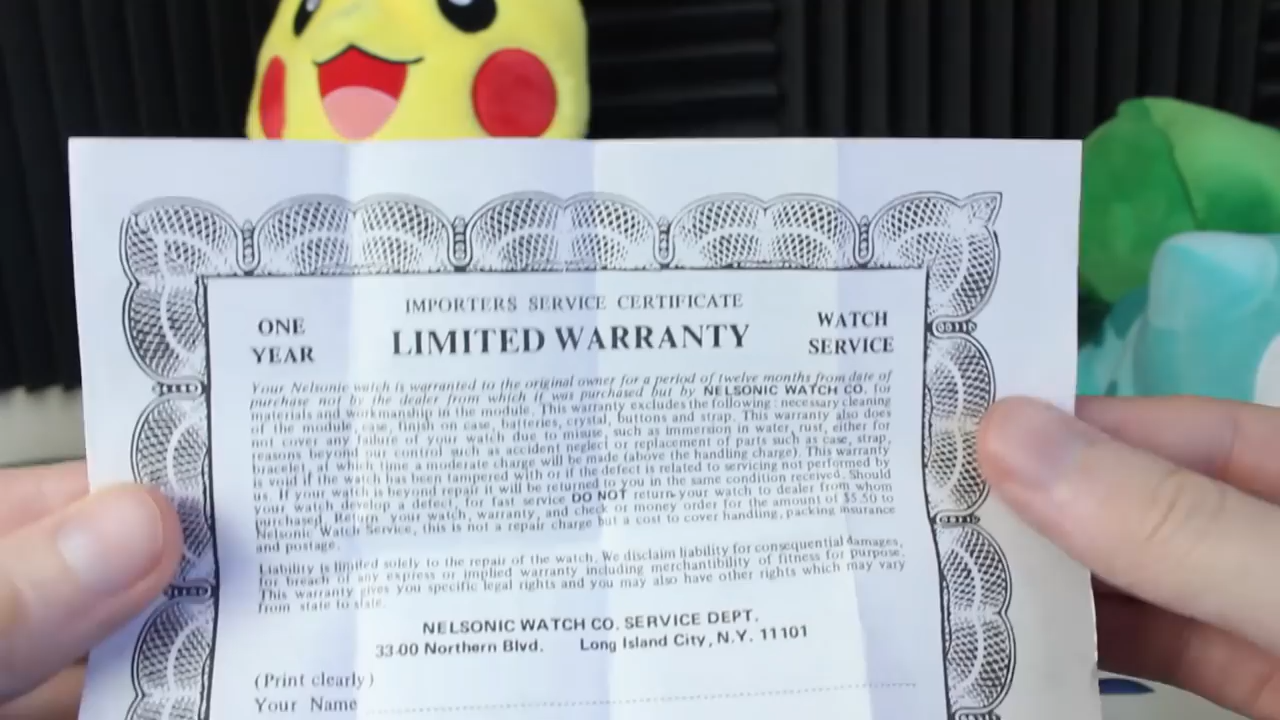 IMPORTERS SERVICE CERTIFICATE
ONE YEAR
LIMITED WARRANTY
WATCH SERVICE
Your Nelsonic watch is warranted to the original owner for a period of twelve months from date of
purchase not by the dealer from which it was purchased but by NELSONIC WATCH CO. for
materials and workmanship in the module. This warranty excludes the following: necessary cleaning
of the module case, finish on case, batteries, crystal, buttons and strap. This warranty also does
not cover any failure of your watch due to misuse, such as immersion in water, rust, either for
reasons beyond our control such as accident neglect or replacement of parts such as case, strap,
bracelet, at which time a moderate charge will be made (above the handling charge). This warranty
is void if the watch has been tampered with or if the defect is related to servicing not performed by
us. If your watch is beyond repair it will be returned to you in the same condition received. Should
your watch develop a defect, for fast service DO NOT return your watch to dealer from whom
purchased. Return your watch, warranty, and check or money order for the amount of $5.50 to
Nelsonic Watch Service, this is not a repair charge but a cost to cover handling, packing insurance
and postage.
Liability is limited solely to the repair of the watch. We disclaim liability for consequential damages,
for breach of any express or implied warranty including merchantibility of fitness for purpose.
This warranty gives you specific legal rights and you may also have other rights which may vary
from state to state.
NELSONIC WATCH CO. SERVICE DEPT.
33-00 Northern Blvd. Long Island City, N.Y. 11101
(Print clearly)
Your Name